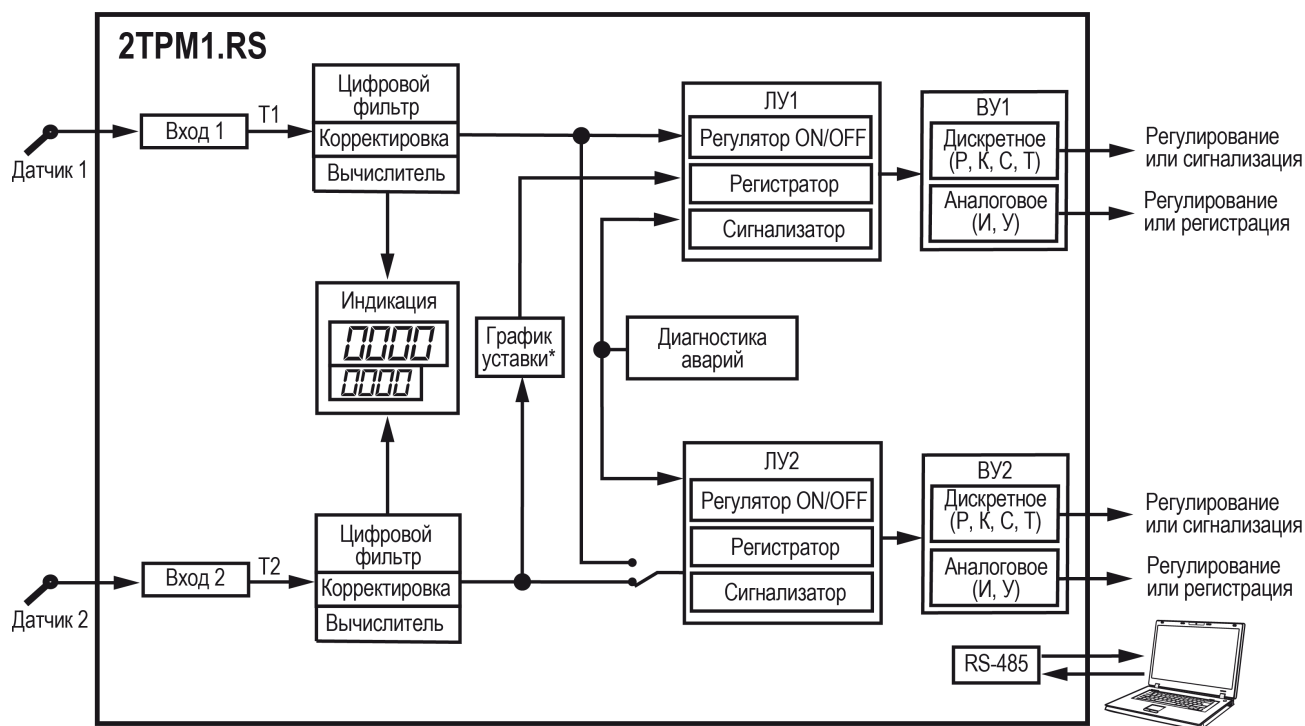 2ТРМ1.RS
Датчик 1
Вход 1
T1
Цифровой
фильтр
Корректировка
Вычислитель
ЛУ1
Регулятор ON/OFF
Регистратор
Сигнализатор
ВУ1
Дискретное
(Р, К, С, Т)
Аналоговое
(И, У)
Регулирование
или сигнализация
Регулирование
или регистрация
Индикация
0000
0000
График
уставки*
Диагностика
аварий
Датчик 2
Вход 2
T2
Цифровой
фильтр
Корректировка
Вычислитель
ЛУ2
Регулятор ON/OFF
Регистратор
Сигнализатор
ВУ2
Дискретное
(Р, К, С, Т)
Аналоговое
(И, У)
Регулирование
или сигнализация
Регулирование
или регистрация
RS-485